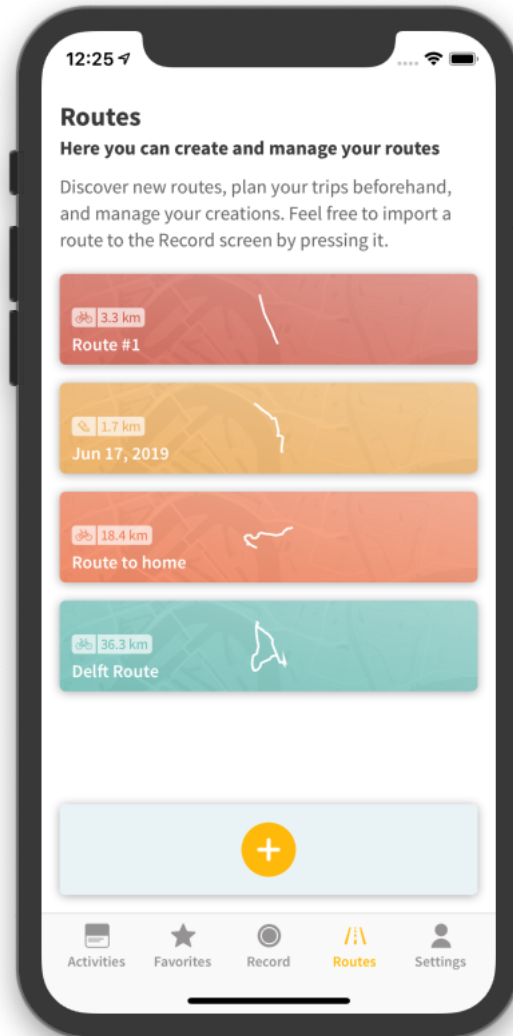 12:25
Routes
Here you can create and manage your routes
Discover new routes, plan your trips beforehand,
and manage your creations. Feel free to import a
route to the Record screen by pressing it.
3.3 km
Route #1
1.7 km
Jun 17, 2019
18.4 km
Route to home
36.3 km
Delft Route
Activities Favorites Record Routes Settings